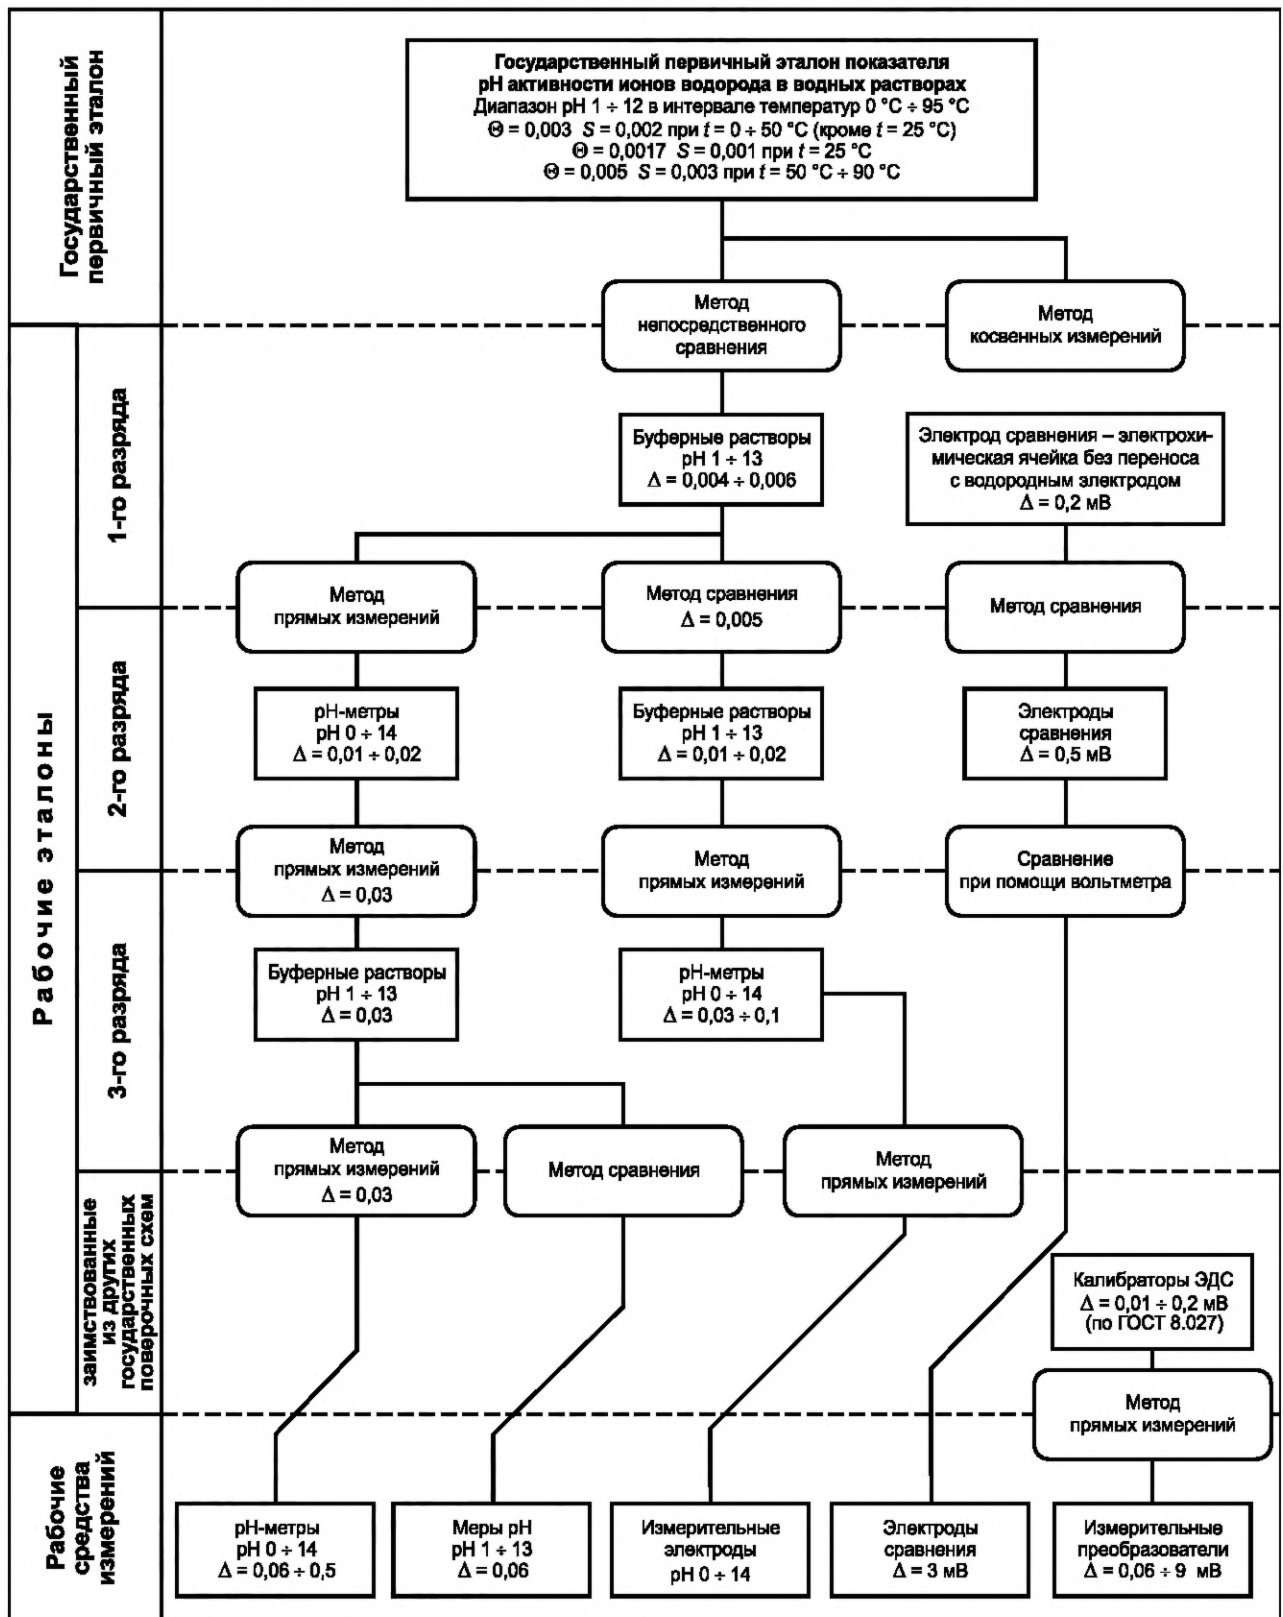 Государственный
первичный эталон
Государственный первичный эталон показателя
pH активности ионов водорода в водных растворах
Диапазон pH 1 ÷ 12 в интервале температур 0 °C ÷ 95 °C
Θ = 0,003 S = 0,002 при t = 0 ÷ 50 °C (кроме t = 25 °C)
Θ = 0,0017 S = 0,001 при t = 25 °C
Θ = 0,005 S = 0,003 при t = 50 °C ÷ 90 °C
Метод
непосредственного
сравнения
Метод
косвенных измерений
Рабочие эталоны
1-го разряда
Буферные растворы
pH 1 ÷ 13
Δ = 0,004 ÷ 0,006
Электрод сравнения – электрохи-
мическая ячейка без переноса
с водородным электродом
Δ = 0,2 мВ
Метод
прямых измерений
Метод сравнения
Δ = 0,005
Метод сравнения
2-го разряда
pH-метры
pH 0 ÷ 14
Δ = 0,01 ÷ 0,02
Буферные растворы
pH 1 ÷ 13
Δ = 0,01 ÷ 0,02
Электроды
сравнения
Δ = 0,5 мВ
Метод
прямых измерений
Δ = 0,03
Метод
прямых измерений
Сравнение
при помощи вольтметра
3-го разряда
Буферные растворы
pH 1 ÷ 13
Δ = 0,03
pH-метры
pH 0 ÷ 14
Δ = 0,03 ÷ 0,1
Метод
прямых измерений
Δ = 0,03
Метод сравнения
Метод
прямых измерений
заимствованные
из других
государственных
поверочных схем
Калибраторы ЭДС
Δ = 0,01 ÷ 0,2 мВ
(по ГОСТ 8.027)
Метод
прямых измерений
Рабочие
средства
измерений
pH-метры
pH 0 ÷ 14
Δ = 0,06 ÷ 0,5
Меры pH
pH 1 ÷ 13
Δ = 0,06
Измерительные
электроды
pH 0 ÷ 14
Электроды
сравнения
Δ = 3 мВ
Измерительные
преобразователи
Δ = 0,06 ÷ 9 мВ